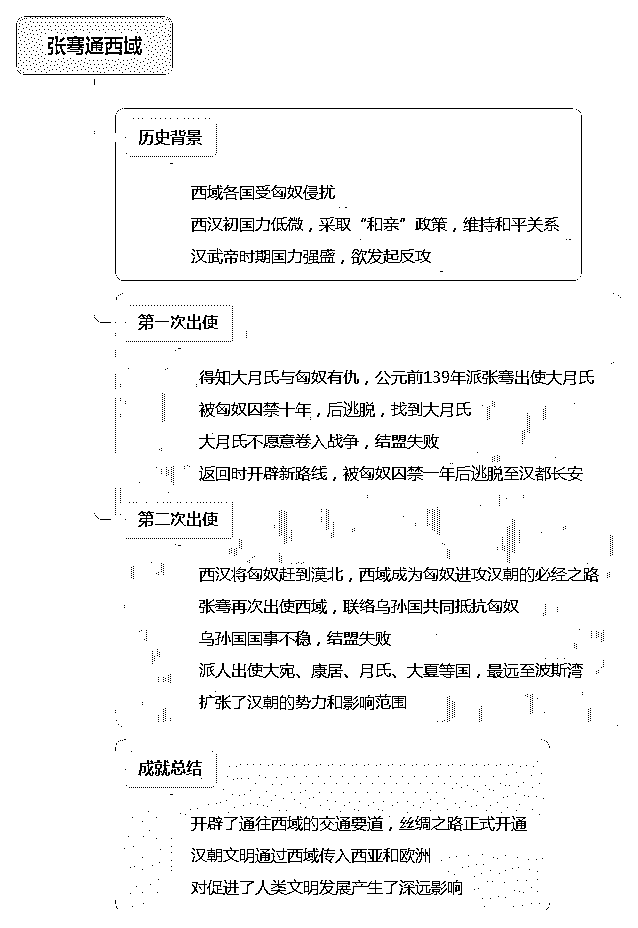 张骞通西域
历史背景
西域各国受匈奴侵扰
西汉初国力低微，采取“和亲”政策，维持和平关系
汉武帝时期国力强盛，欲发起反攻
第一次出使
得知大月氏与匈奴有仇，公元前139年派张骞出使大月氏
被匈奴囚禁十年，后逃脱，找到大月氏
大月氏不愿意卷入战争，结盟失败
返回时开辟新路线，被匈奴囚禁一年后逃脱至汉都长安
第二次出使
西汉将匈奴赶到漠北，西域成为匈奴进攻汉朝的必经之路
张骞再次出使西域，联络乌孙国共同抵抗匈奴
乌孙国国事不稳，结盟失败
派人出使大宛、康居、月氏、大夏等国，最远至波斯湾
扩张了汉朝的势力和影响范围
成就总结
开辟了通往西域的交通要道，丝绸之路正式开通
汉朝文明通过西域传入西亚和欧洲
对促进了人类文明发展产生了深远影响